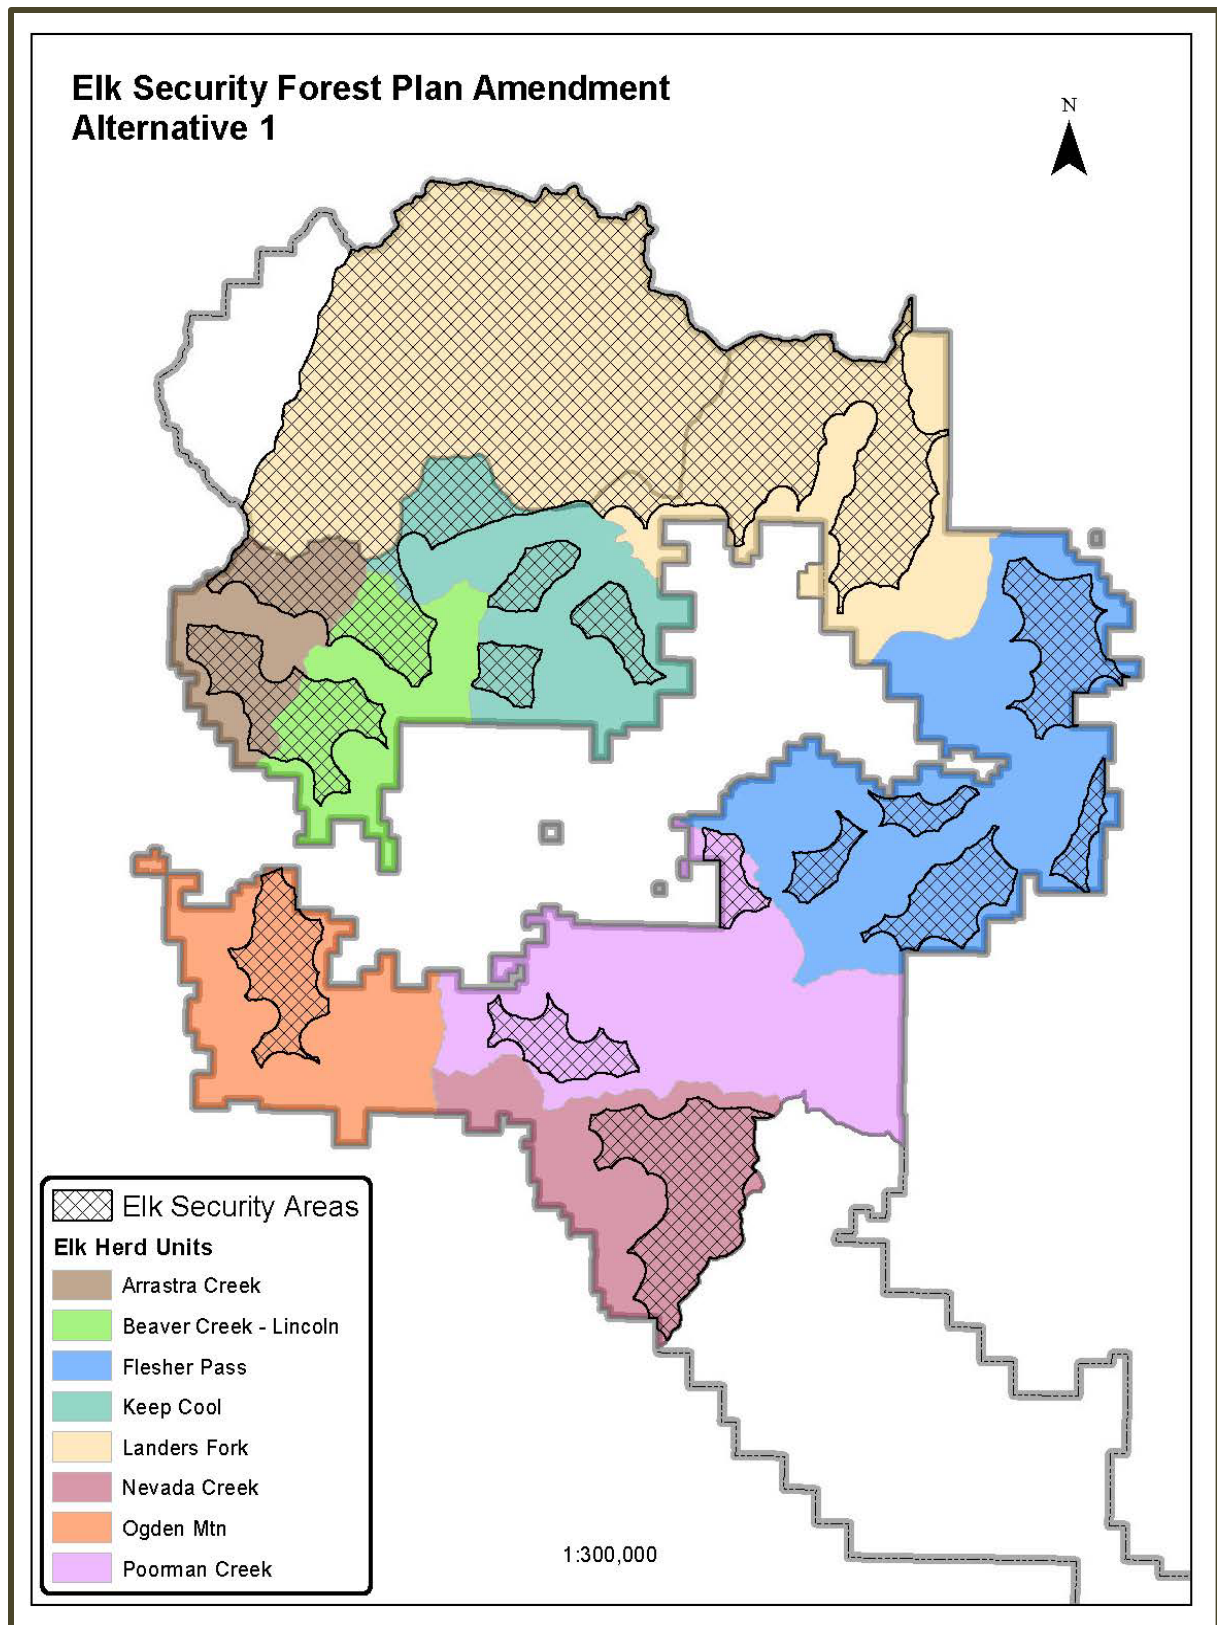 Elk Security Forest Plan Amendment
Alternative 1
N
Elk Security Areas
Elk Herd Units
Arrastra Creek
Beaver Creek - Lincoln
Flesher Pass
Keep Cool
Landers Fork
Nevada Creek
Ogden Mtn
Poorman Creek
1:300,000